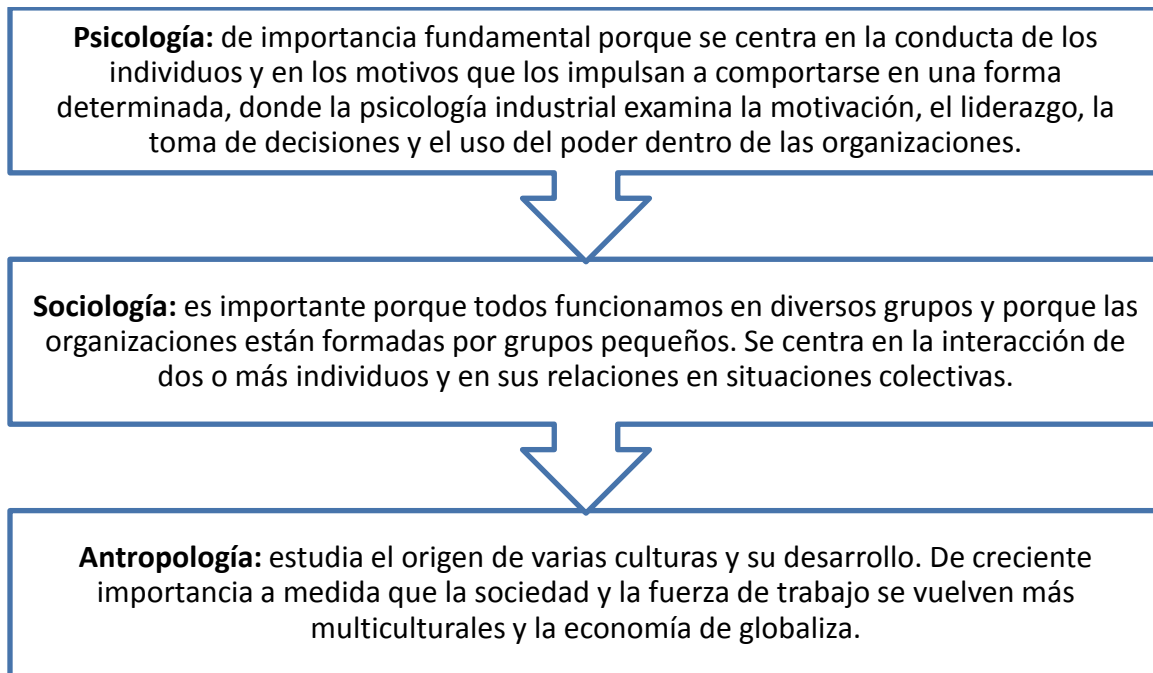 Psicología: de importancia fundamental porque se centra en la conducta de los
individuos y en los motivos que los impulsan a comportarse en una forma
determinada, donde la psicología industrial examina la motivación, el liderazgo, la
toma de decisiones y el uso del poder dentro de las organizaciones.
Sociología: es importante porque todos funcionamos en diversos grupos y porque las
organizaciones están formadas por grupos pequeños. Se centra en la interacción de
dos o más individuos y en sus relaciones en situaciones colectivas.
Antropología: estudia el origen de varias culturas y su desarrollo. De creciente
importancia a medida que la sociedad y la fuerza de trabajo se vuelven más
multiculturales y la economía de globaliza.